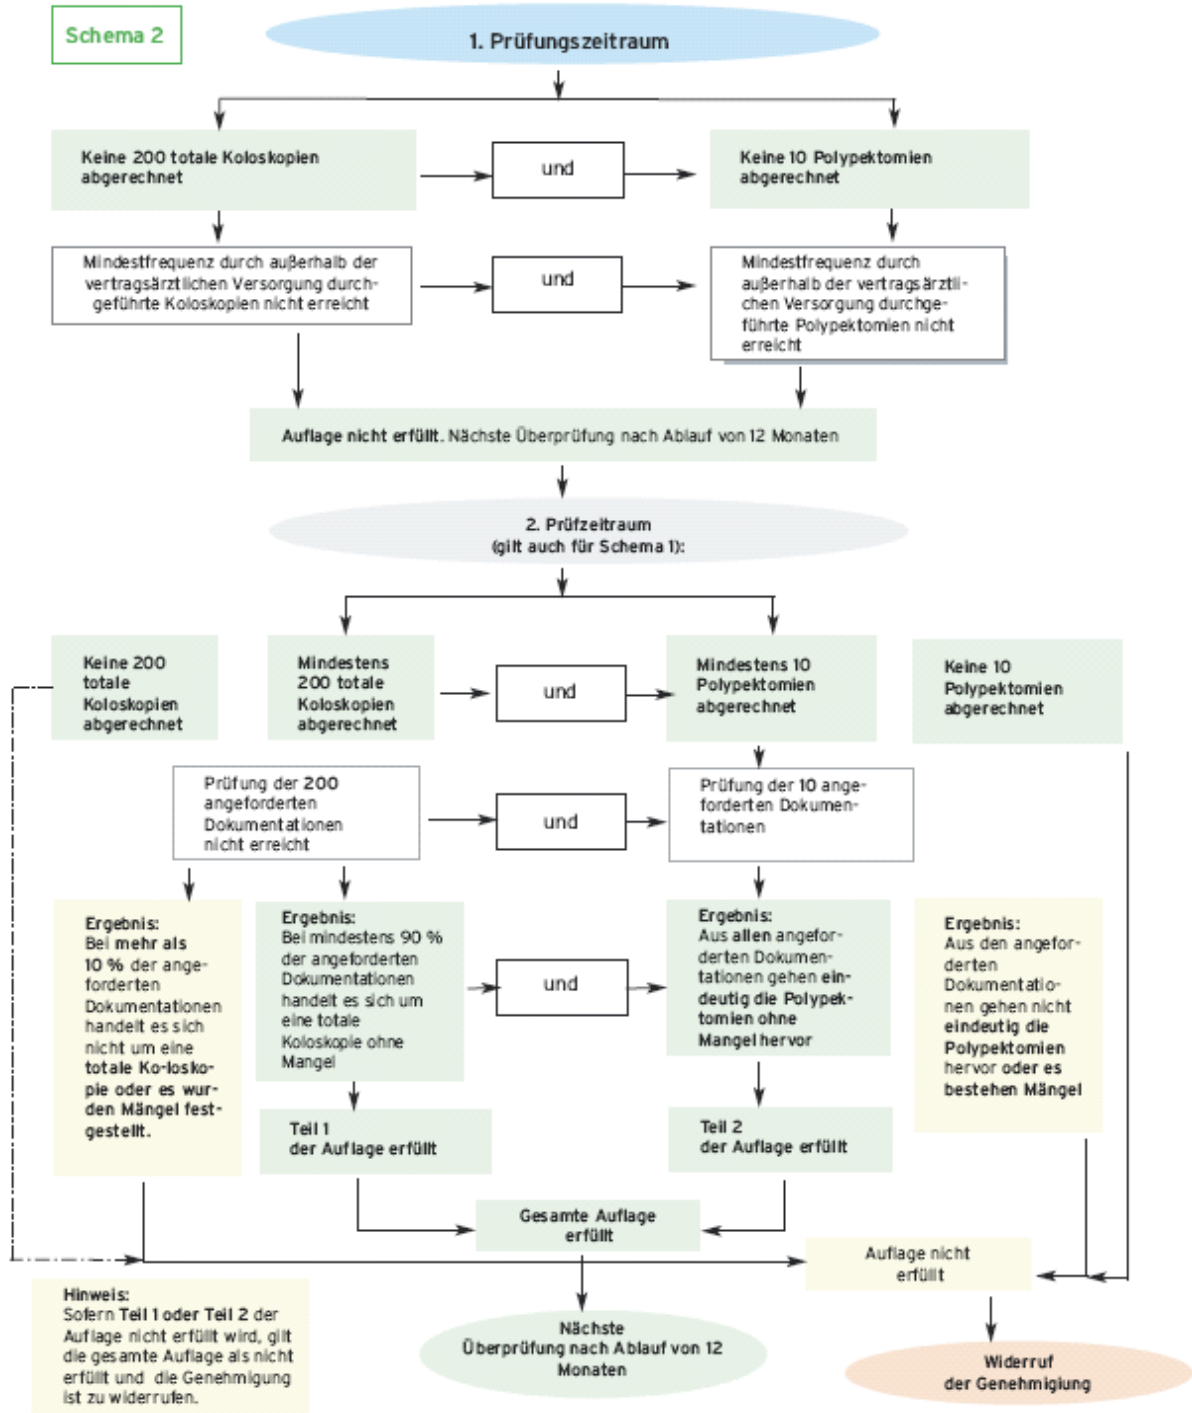 Schema 2
1. Prüfungszeitraum
Keine 200 totale Koloskopien
abgerechnet
und
Keine 10 Polypektomien
abgerechnet
Mindestfrequenz durch außerhalb der
vertragsärztlichen Versorgung durch-
geführte Koloskopien nicht erreicht
und
Mindestfrequenz durch
außerhalb der vertragsärztli-
chen Versorgung durchge-
führte Polypektomien nicht
erreicht
Auflage nicht erfüllt. Nächste Überprüfung nach Ablauf von 12 Monaten
2. Prüfzeitraum
(gilt auch für Schema 1):
Keine 200
totale
Koloskopien
abgerechnet
Mindestens
200 totale
Koloskopien
abgerechnet
und
Mindestens 10
Polypektomien
abgerechnet
Keine 10
Polypektomien
abgerechnet
Prüfung der 200
angeforderten
Dokumentationen
nicht erreicht
und
Prüfung der 10 ange-
forderten Dokumen-
tationen
Ergebnis:
Bei mehr als
10 % der ange-
forderten
Dokumentationen
handelt es sich
nicht um eine
totale Ko-losko-
pie oder es wur-
den Mängel fest-
gestellt.
Ergebnis:
Bei mindestens 90 %
der angeforderten
Dokumentationen
handelt es sich um
eine totale
Koloskopie ohne
Mangel
und
Ergebnis:
Aus allen angefor-
derten Dokumen-
tationen gehen ein-
deutig die Polypek-
tomien ohne
Mangel hervor
Ergebnis:
Aus den angefor-
derten
Dokumentatio-
nen gehen nicht
eindeutig die
Polypektomien
hervor oder es
bestehen Mängel
Teil 1
der Auflage erfüllt
Teil 2
der Auflage erfüllt
Gesamte Auflage
erfüllt
Auflage nicht
erfüllt
Hinweis:
Sofern Teil 1 oder Teil 2 der
Auflage nicht erfüllt wird, gilt
die gesamte Auflage als nicht
erfüllt und die Genehmigung
ist zu widerrufen.
Nächste
Überprüfung nach Ablauf von 12
Monaten
Widerruf
der Genehmigiung